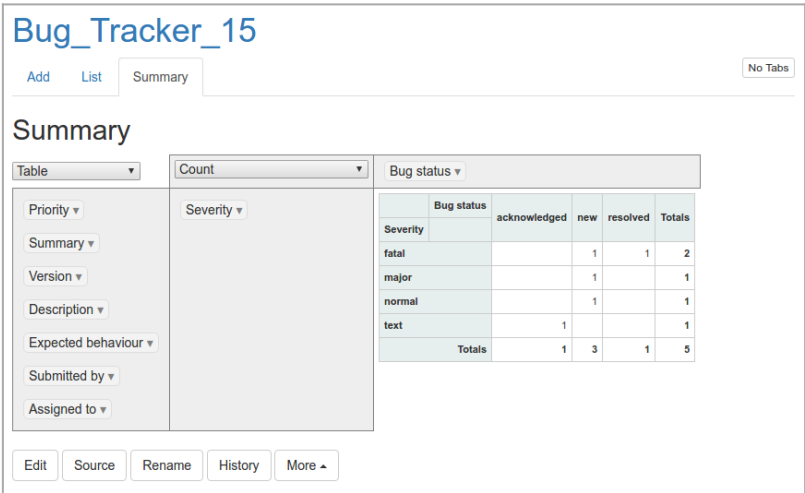 Bug_Tracker_15
Add List Summary No Tabs
Summary
Table Count Bug status
Priority Severity
Summary
Version
Description
Expected behaviour
Submitted by
Assigned to
Bug status acknowledged new resolved Totals
Severity
fatal 1 1 2
major 1 1
normal 1 1
text 1 1
Totals 1 3 1 5
Edit Source Rename History More